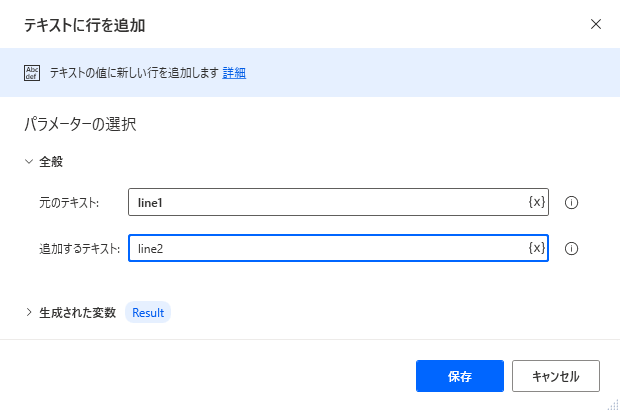 テキストに行を追加
Abc
def
テキストの値に新しい行を追加します 詳細
パラメーターの選択
全般
元のテキスト: line1 {x}
追加するテキスト: line2 {x}
生成された変数 Result
保存 キャンセル